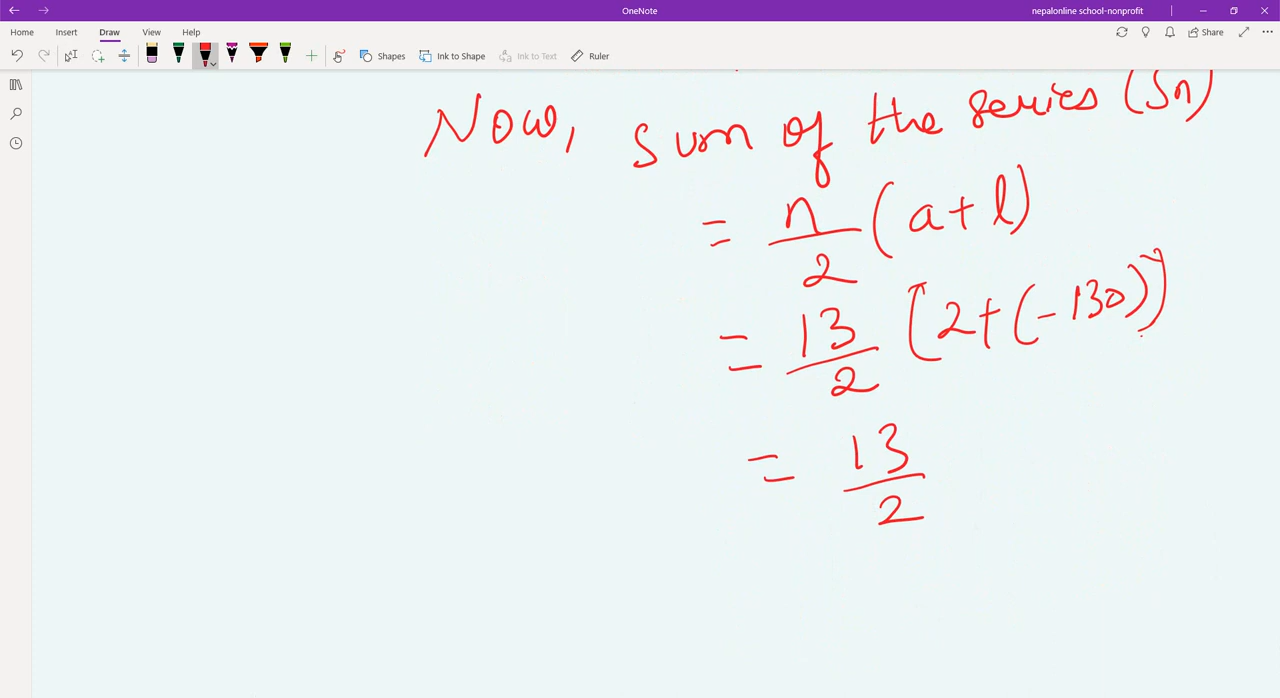 OneNote
nepalonline school-nonprofit
Home Insert Draw View Help
Share
Shapes Ink to Shape Ink to Text Ruler
Now, sum of the series (Sn)
= n/2 (a+l)
= 13/2 [2+(-130)]
= 13/2